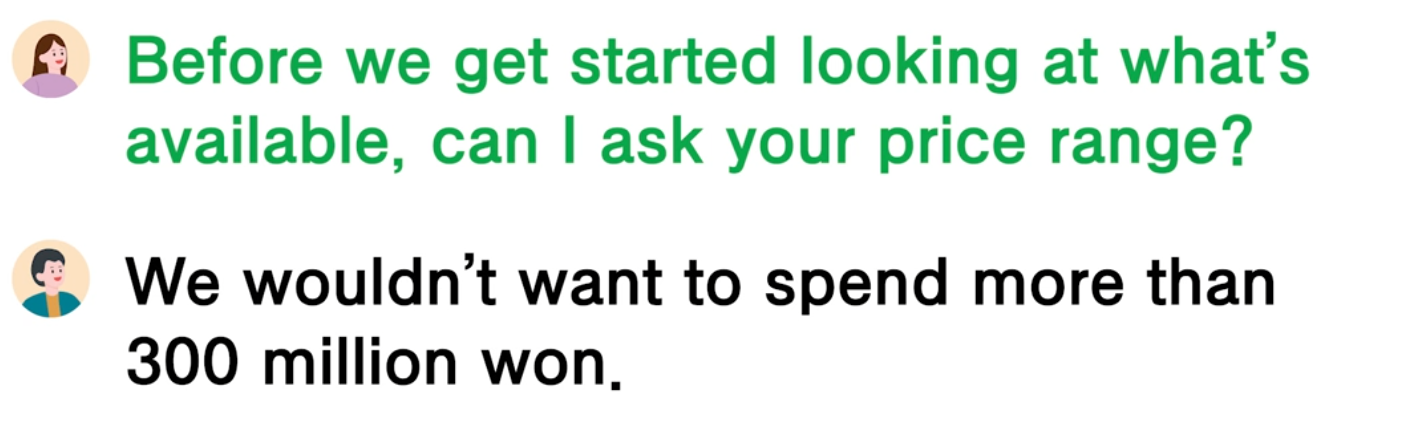 Before we get started looking at what’s
available, can I ask your price range?
We wouldn’t want to spend more than
300 million won.